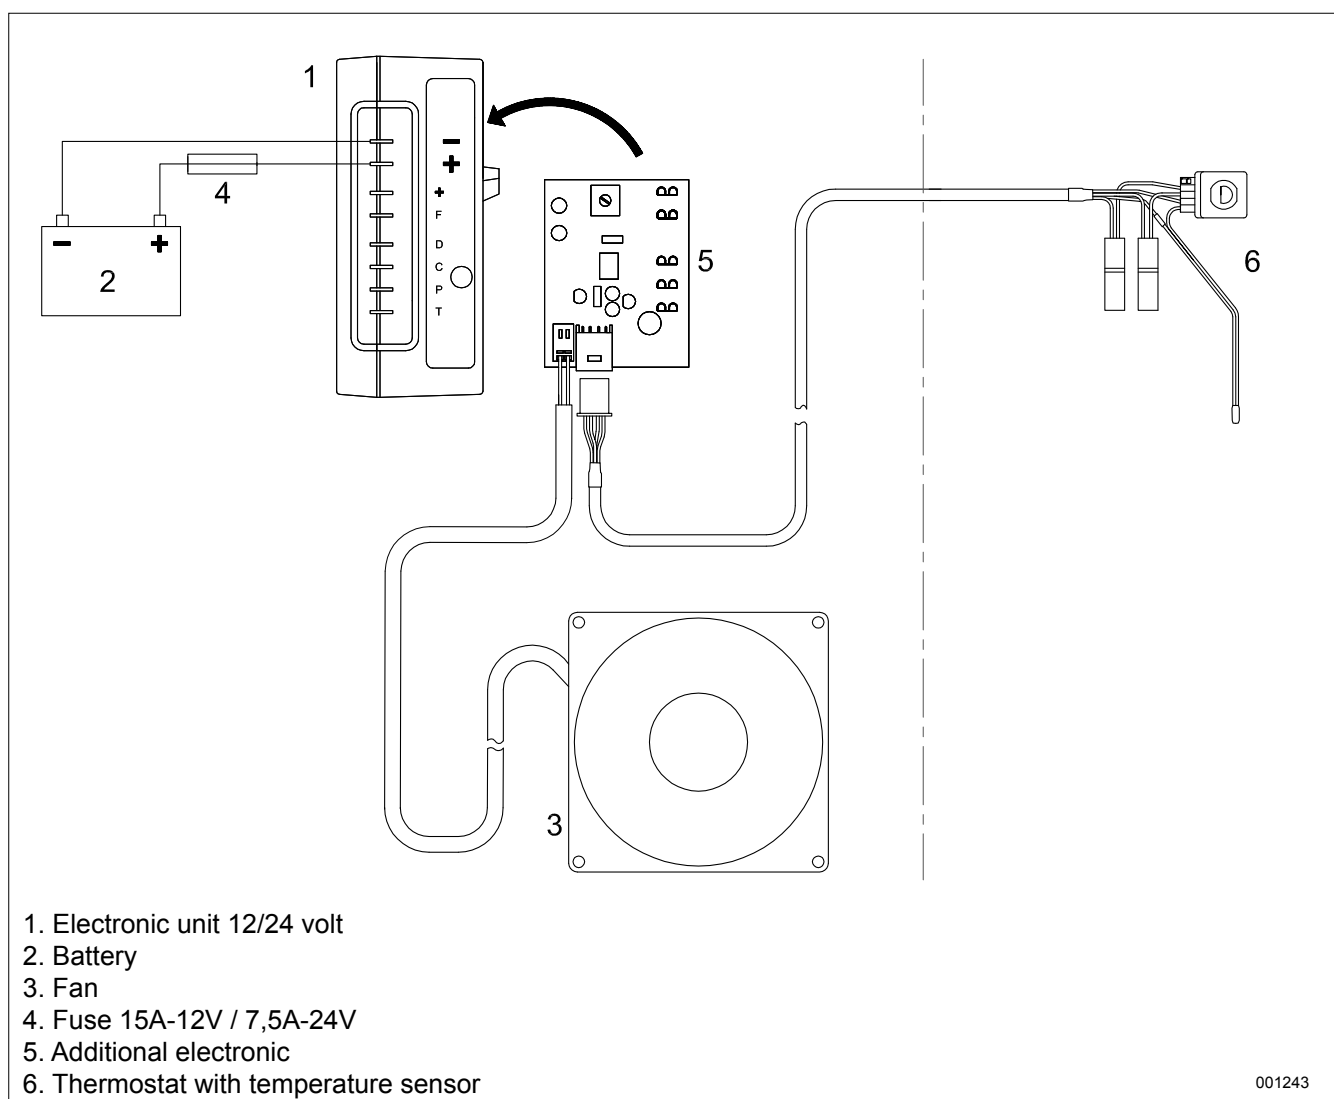 1
4
2
-
+
-
+
+
F
D
C
P
T
5
D
6
3
1. Electronic unit 12/24 volt
2. Battery
3. Fan
4. Fuse 15A-12V / 7,5A-24V
5. Additional electronic
6. Thermostat with temperature sensor
001243